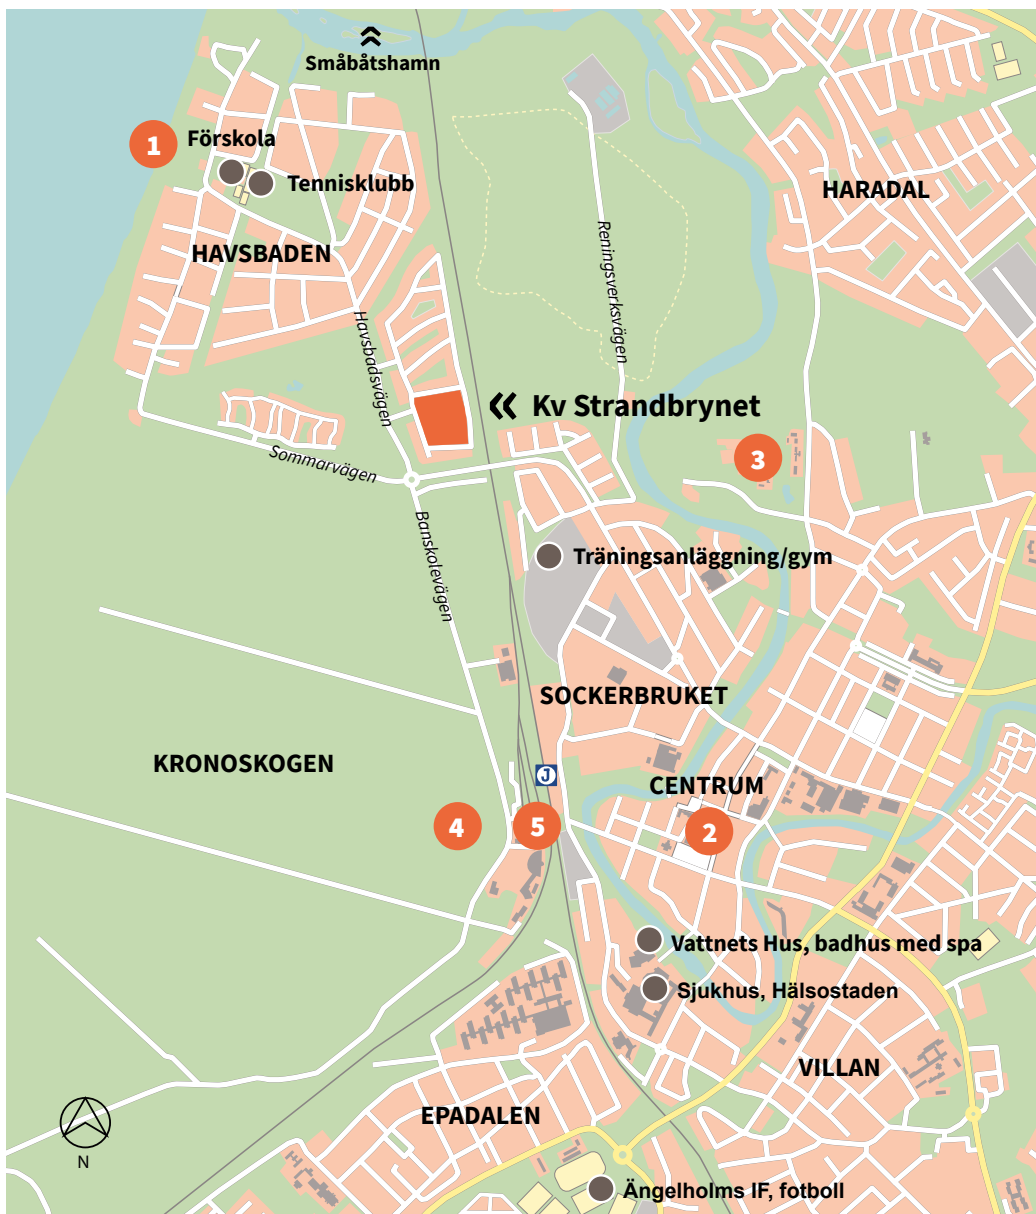 Småbåtshamn
1
Förskola
Tennisklubb
HARADAL
HAVSBADEN
Reningsverksvägen
Havsbadsvägen
Kv Strandbrynet
Sommarvägen
3
Banskolevägen
Träningsanläggning/gym
SOCKERBRUKET
KRONOSKOGEN
J
CENTRUM
4
5
2
Vattnets Hus, badhus med spa
Sjukhus, Hälsostaden
VILLAN
EPADALEN
N
Ängelholms IF, fotboll